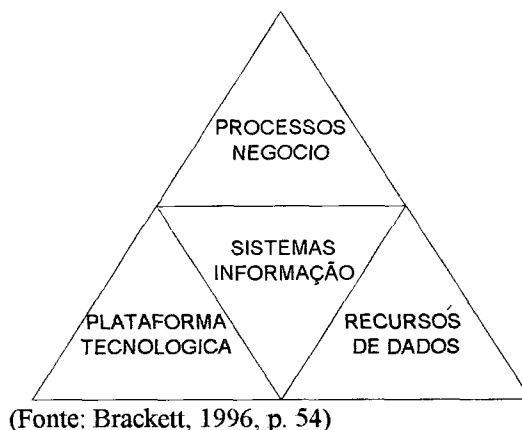 PROCESSOS
NEGOCIO
SISTEMAS
INFORMAÇÃO
PLATAFORMA
TECNOLOGICA
RECURSOS
DE DADOS
(Fonte: Brackett, 1996, p. 54)